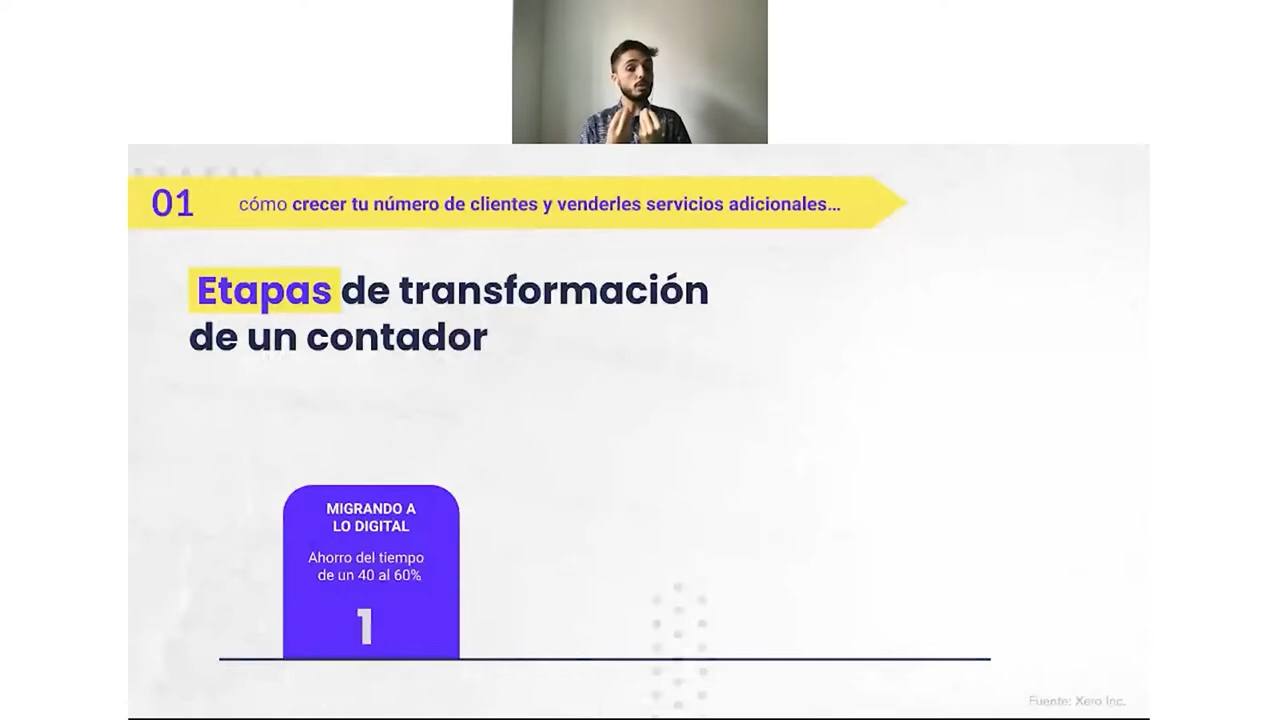 01
cómo crecer tu número de clientes y venderles servicios adicionales...
Etapas de transformación
de un contador
MIGRANDO A
LO DIGITAL
Ahorro del tiempo
de un 40 al 60%
1
Fuente: Xero Inc.